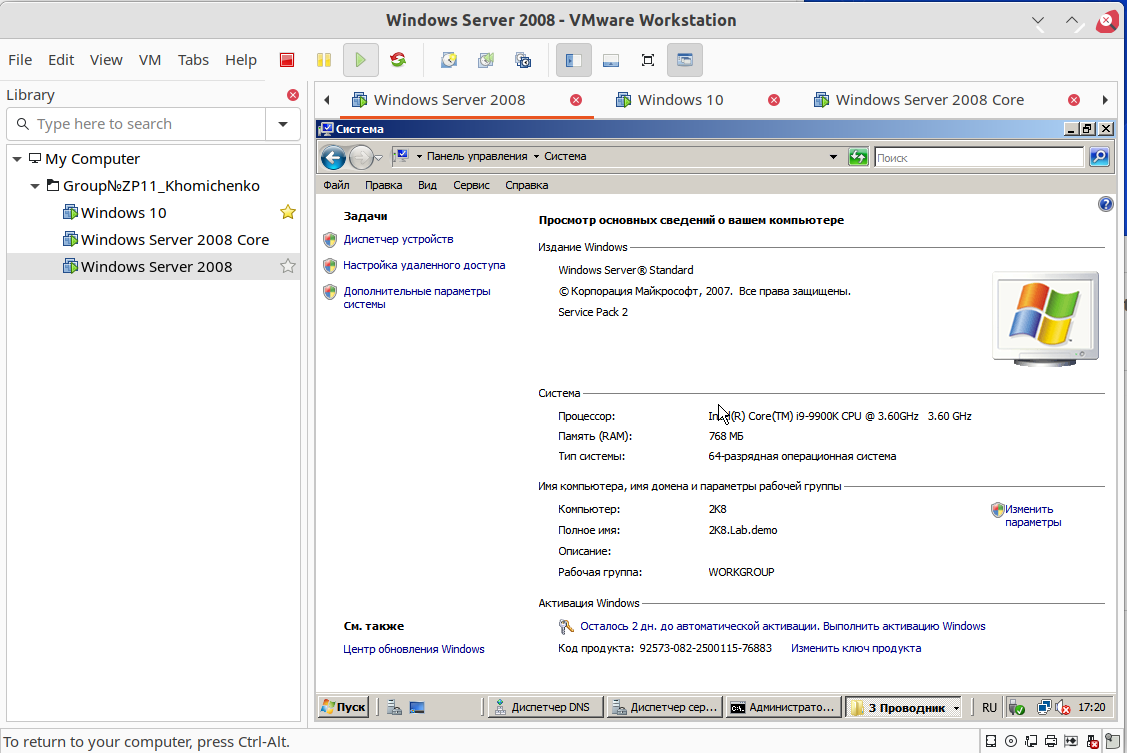 Windows Server 2008 - VMware Workstation
File Edit View VM Tabs Help
Library
Type here to search
My Computer
Group№ZP11_Khomichenko
Windows 10
Windows Server 2008 Core
Windows Server 2008
Windows Server 2008
Windows 10
Windows Server 2008 Core
Система
Панель управления
Система
Поиск
Файл Правка Вид Сервис Справка
Задачи
Диспетчер устройств
Настройка удаленного доступа
Дополнительные параметры
системы
См. также
Центр обновления Windows
Просмотр основных сведений о вашем компьютере
Издание Windows
Windows Server® Standard
© Корпорация Майкрософт, 2007. Все права защищены.
Service Pack 2
Система
Процессор: Intel(R) Core(TM) i9-9900K CPU @ 3.60GHz 3.60 GHz
Память (RAM): 768 МБ
Тип системы: 64-разрядная операционная система
Имя компьютера, имя домена и параметры рабочей группы
Компьютер: 2K8
Изменить
параметры
Полное имя: 2K8.Lab.demo
Описание:
Рабочая группа: WORKGROUP
Активация Windows
Осталось 2 дн. до автоматической активации. Выполнить активацию Windows
Код продукта: 92573-082-2500115-76883 Изменить ключ продукта
Пуск
Диспетчер DNS
Диспетчер сер...
Администрато...
3 Проводник
RU
17:20
To return to your computer, press Ctrl-Alt.